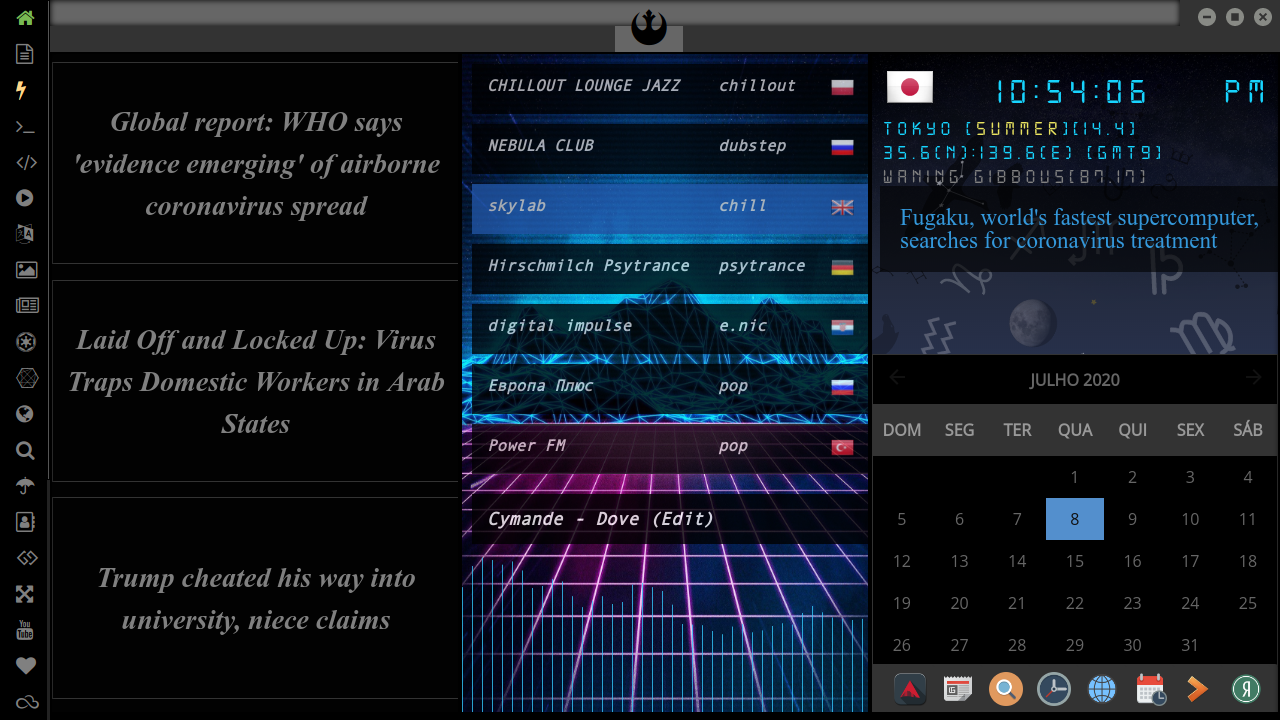 Global report: WHO says
'evidence emerging' of airborne
coronavirus spread
Laid Off and Locked Up: Virus
Traps Domestic Workers in Arab
States
Trump cheated his way into
university, niece claims
CHILLOUT LOUNGE JAZZ chillout
NEBULA CLUB dubstep
skylab chill
Hirschmilch Psytrance psytrance
digital impulse e.nic
Европа Плюс pop
Power FM pop
Cymande - Dove (Edit)
10:54:06 PM
TOKYO [SUMMER][14.4]
35.6(N):139.6(E) [GMT9]
WANING GIBBOUS[87.17]
Fugaku, world's fastest supercomputer,
searches for coronavirus treatment
JULHO 2020
DOM SEG TER QUA QUI SEX SÁB
1 2 3 4
5 6 7 8 9 10 11
12 13 14 15 16 17 18
19 20 21 22 23 24 25
26 27 28 29 30 31
You
Tube
Я